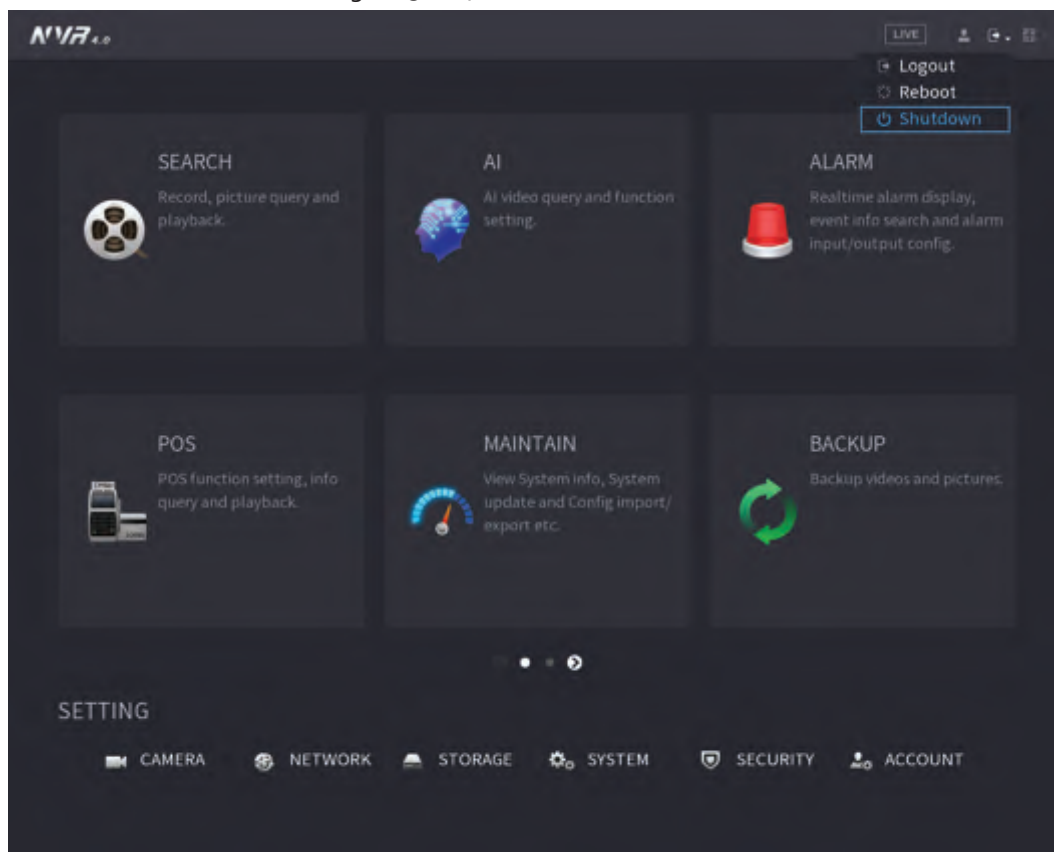 NVR 4.0
LIVE
Logout
Reboot
Shutdown
SEARCH
Record, picture query and
playback.
AI
AI video query and function
setting.
ALARM
Realtime alarm display,
event info search and alarm
input/output config.
POS
POS function setting, info
query and playback.
MAINTAIN
View System info, System
update and Config import/
export etc.
BACKUP
Backup videos and pictures.
SETTING
CAMERA
NETWORK
STORAGE
SYSTEM
SECURITY
ACCOUNT